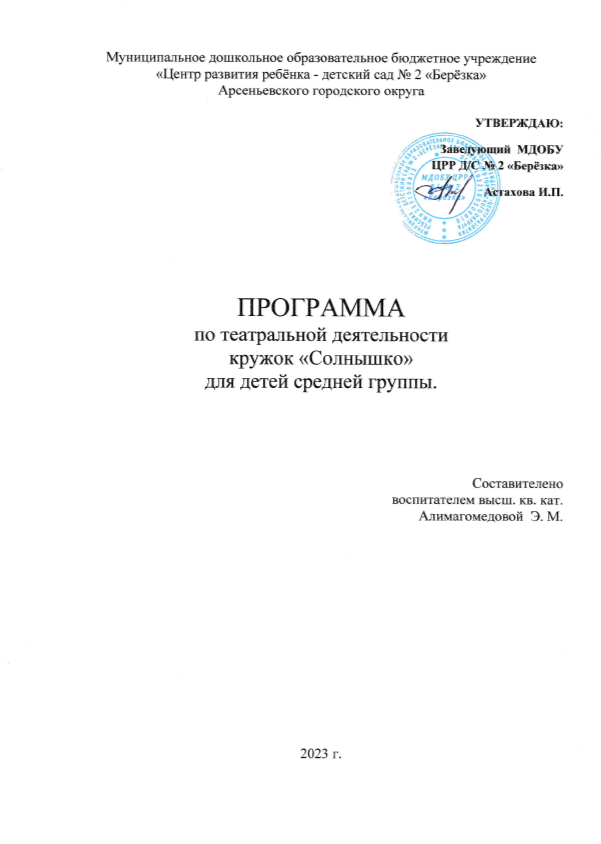 Муниципальное дошкольное образовательное бюджетное учреждение
«Центр развития ребёнка - детский сад № 2 «Берёзка»
Арсеньевского городского округа
УТВЕРЖДАЮ:
Заведующий МДОБУ
ЦРР Д/С № 2 «Берёзка»
Астахова И.П.
МДОБУ ЦРР
ПРОГРАММА
по театральной деятельности
кружок «Солнышко»
для детей средней группы.
Составителено
воспитателем высш. кв. кат.
Алимагомедовой Э. М.
2023 г.